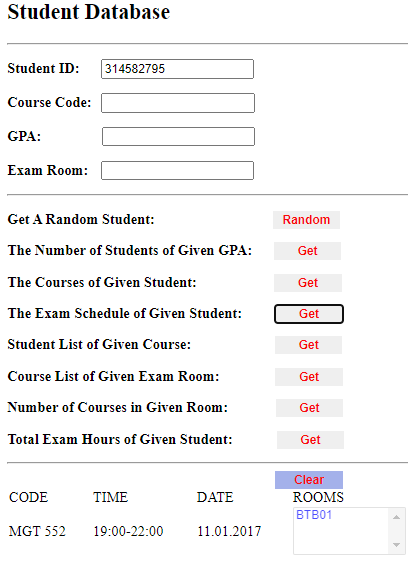 Student Database
Student ID: 314582795
Course Code:
GPA:
Exam Room:
Get A Random Student: Random
The Number of Students of Given GPA: Get
The Courses of Given Student: Get
The Exam Schedule of Given Student: Get
Student List of Given Course: Get
Course List of Given Exam Room: Get
Number of Courses in Given Room: Get
Total Exam Hours of Given Student: Get
Clear
CODE TIME DATE ROOMS
MGT 552 19:00-22:00 11.01.2017 BTB01